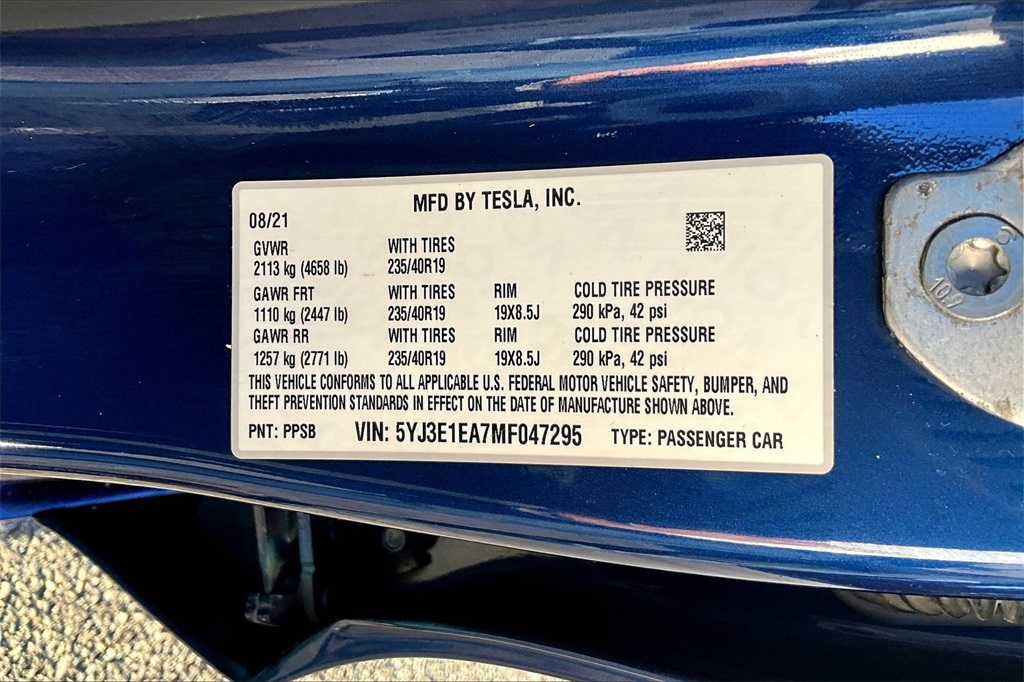 MFD BY TESLA, INC.
08/21
GVWR WITH TIRES
2113 kg (4658 lb) 235/40R19
GAWR FRT WITH TIRES RIM COLD TIRE PRESSURE
1110 kg (2447 lb) 235/40R19 19X8.5J 290 kPa, 42 psi
GAWR RR WITH TIRES RIM COLD TIRE PRESSURE
1257 kg (2771 lb) 235/40R19 19X8.5J 290 kPa, 42 psi
THIS VEHICLE CONFORMS TO ALL APPLICABLE U.S. FEDERAL MOTOR VEHICLE SAFETY, BUMPER, AND
THEFT PREVENTION STANDARDS IN EFFECT ON THE DATE OF MANUFACTURE SHOWN ABOVE.
PNT: PPSB VIN: 5YJ3E1EA7MF047295 TYPE: PASSENGER CAR